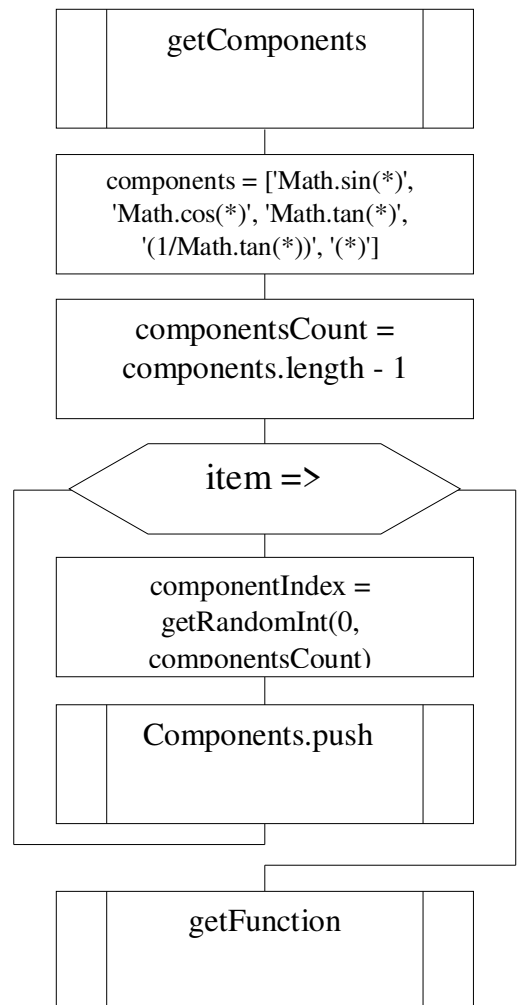 getComponents
components = ['Math.sin(*)',
'Math.cos(*)', 'Math.tan(*)',
'(1/Math.tan(*))', '(*)']
componentsCount =
components.length - 1
item =>
componentIndex =
getRandomInt(0,
componentsCount)
Components.push
getFunction